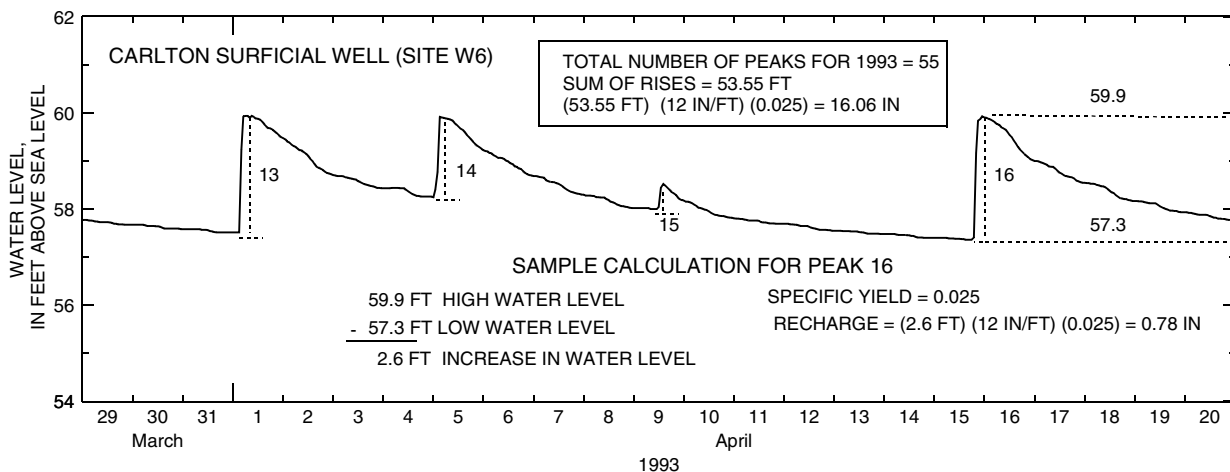 62
60
58
56
54
WATER LEVEL,
IN FEET ABOVE SEA LEVEL
CARLTON SURFICIAL WELL (SITE W6)
TOTAL NUMBER OF PEAKS FOR 1993 = 55
SUM OF RISES = 53.55 FT
(53.55 FT) (12 IN/FT) (0.025) = 16.06 IN
13
14
15
16
59.9
57.3
SAMPLE CALCULATION FOR PEAK 16
59.9 FT HIGH WATER LEVEL
- 57.3 FT LOW WATER LEVEL
2.6 FT INCREASE IN WATER LEVEL
SPECIFIC YIELD = 0.025
RECHARGE = (2.6 FT) (12 IN/FT) (0.025) = 0.78 IN
29 30 31 1 2 3 4 5 6 7 8 9 10 11 12 13 14 15 16 17 18 19 20
March April
1993